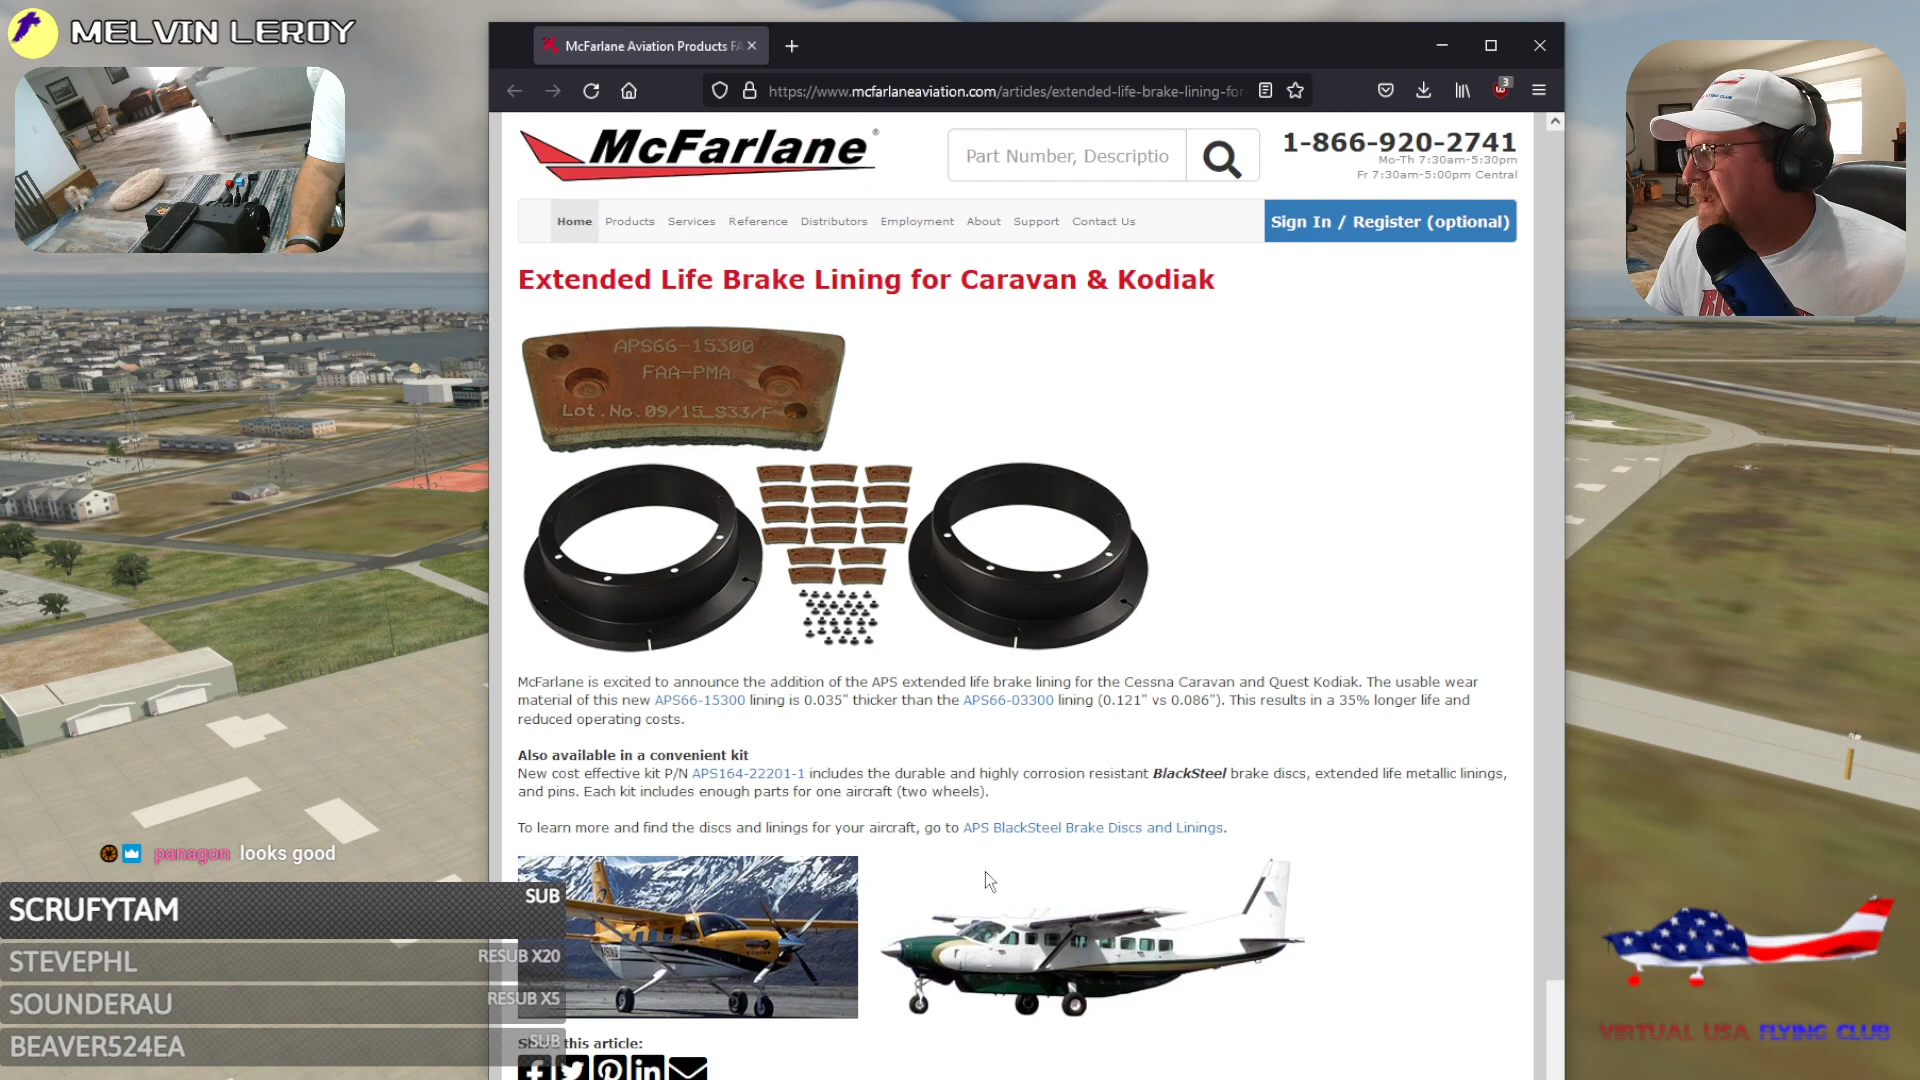 MELVIN LEROY
McFarlane Aviation Products FA
https://www.mcfarlaneaviation.com/articles/extended-life-brake-lining-for-
3
McFarlane®
Part Number, Descriptio
1-866-920-2741
Mo-Th 7:30am-5:30pm
Fr 7:30am-5:00pm Central
Home Products Services Reference Distributors Employment About Support Contact Us
Sign In / Register (optional)
Extended Life Brake Lining for Caravan & Kodiak
APS66-15300
FAA-PMA
Lot.No.09/15_S33/F
McFarlane is excited to announce the addition of the APS extended life brake lining for the Cessna Caravan and Quest Kodiak. The usable wear
material of this new APS66-15300 lining is 0.035" thicker than the APS66-03300 lining (0.121" vs 0.086"). This results in a 35% longer life and
reduced operating costs.
Also available in a convenient kit
New cost effective kit P/N APS164-22201-1 includes the durable and highly corrosion resistant BlackSteel brake discs, extended life metallic linings,
and pins. Each kit includes enough parts for one aircraft (two wheels).
To learn more and find the discs and linings for your aircraft, go to APS BlackSteel Brake Discs and Linings.
panagon looks good
SCRUFYTAM SUB
STEVEPHL RESUB X20
SOUNDERAU RESUB X5
BEAVER524EA SUB
this article:
VIRTUAL USA FLYING CLUB